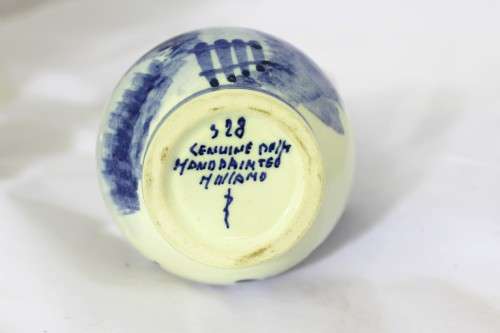 328
GENUINE DELFT
HANDPAINTED
HOLLAND